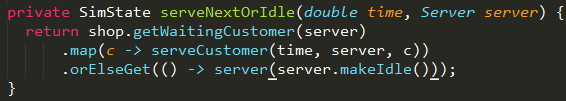 private SimState serveNextOrIdle(double time, Server server) {
  return shop.getWaitingCustomer(server)
      .map(c -> serveCustomer(time, server, c))
      .orElseGet(() -> server(server.makeIdle()));
}